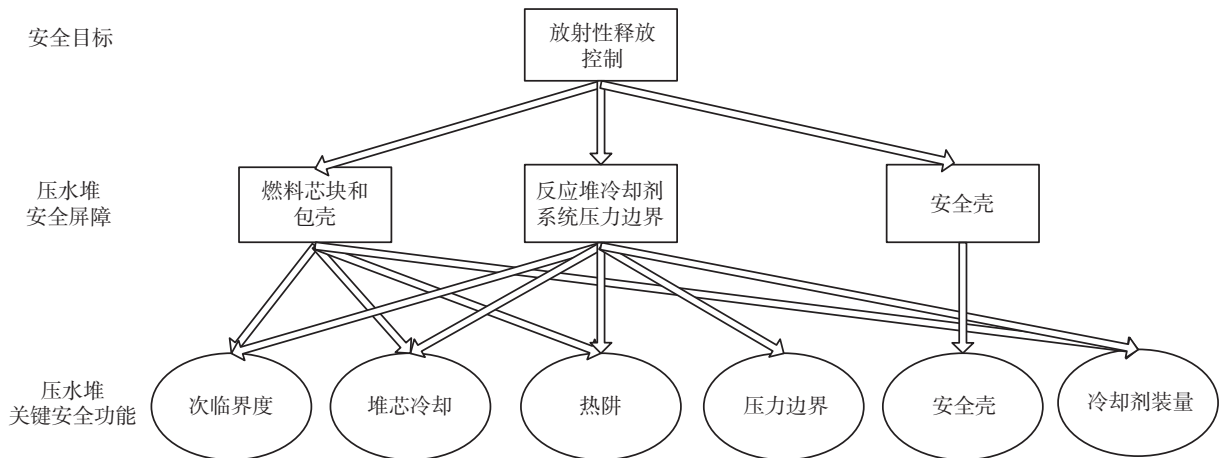 安全目标
放射性释放
控制
压水堆
安全屏障
燃料芯块和
包壳
反应堆冷却剂
系统压力边界
安全壳
压水堆
关键安全功能
次临界度
堆芯冷却
热阱
压力边界
安全壳
冷却剂装量